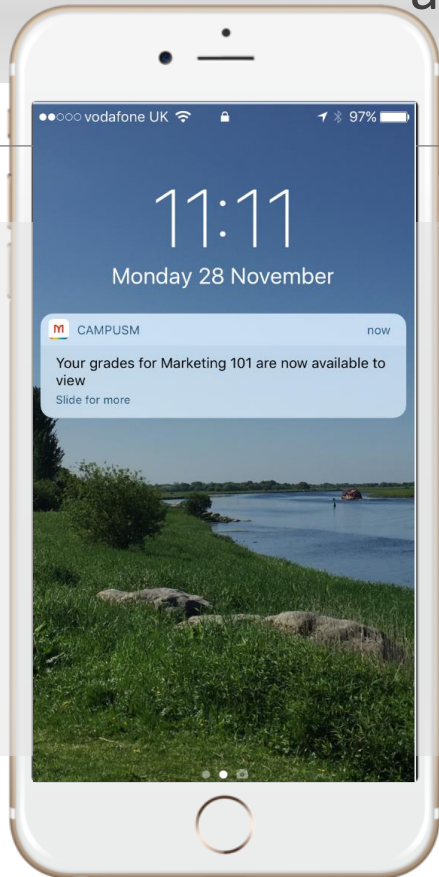 vodafone UK
97%
11:11
Monday 28 November
CAMPUSM
now
Your grades for Marketing 101 are now available to
view
Slide for more